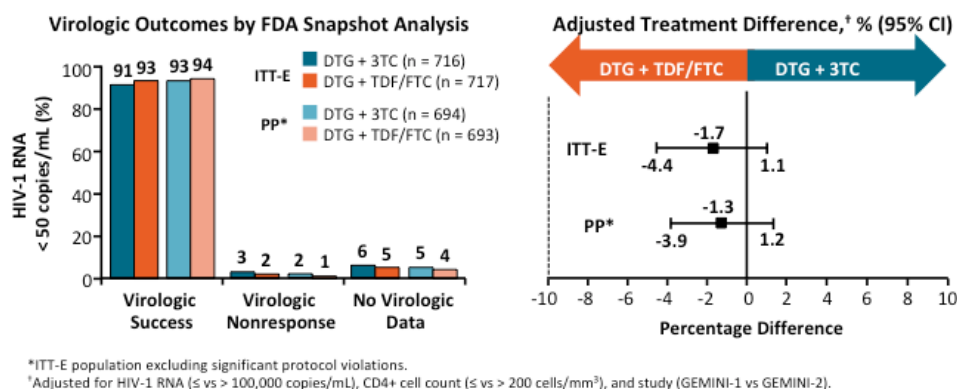 Virologic Outcomes by FDA Snapshot Analysis
ITT-E
DTG + 3TC (n = 716)
DTG + TDF/FTC (n = 717)
PP*
DTG + 3TC (n = 694)
DTG + TDF/FTC (n = 693)
HIV-1 RNA
< 50 copies/mL (%)
100
80
60
40
20
0
91 93 93 94
3 2 2 1
6 5 5 4
Virologic
Success
Virologic
Nonresponse
No Virologic
Data
Adjusted Treatment Difference,† % (95% CI)
DTG + TDF/FTC DTG + 3TC
ITT-E
-1.7
-4.4 1.1
PP*
-1.3
-3.9 1.2
-10 -8 -6 -4 -2 0 2 4 6 8 10
Percentage Difference
*ITT-E population excluding significant protocol violations.
†Adjusted for HIV-1 RNA (≤ vs > 100,000 copies/mL), CD4+ cell count (≤ vs > 200 cells/mm³), and study (GEMINI-1 vs GEMINI-2).